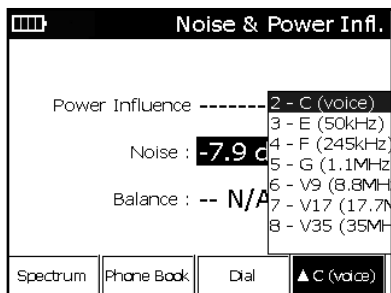 Noise & Power Infl.
Power Influence -------
Noise : -7.9 d
Balance : -- N/A
2 - C (voice)
3 - E (50kHz)
4 - F (245kHz)
5 - G (1.1MHz
6 - V9 (8.8MH
7 - V17 (17.7M
8 - V35 (35MH
Spectrum Phone Book Dial ▲C (voice)